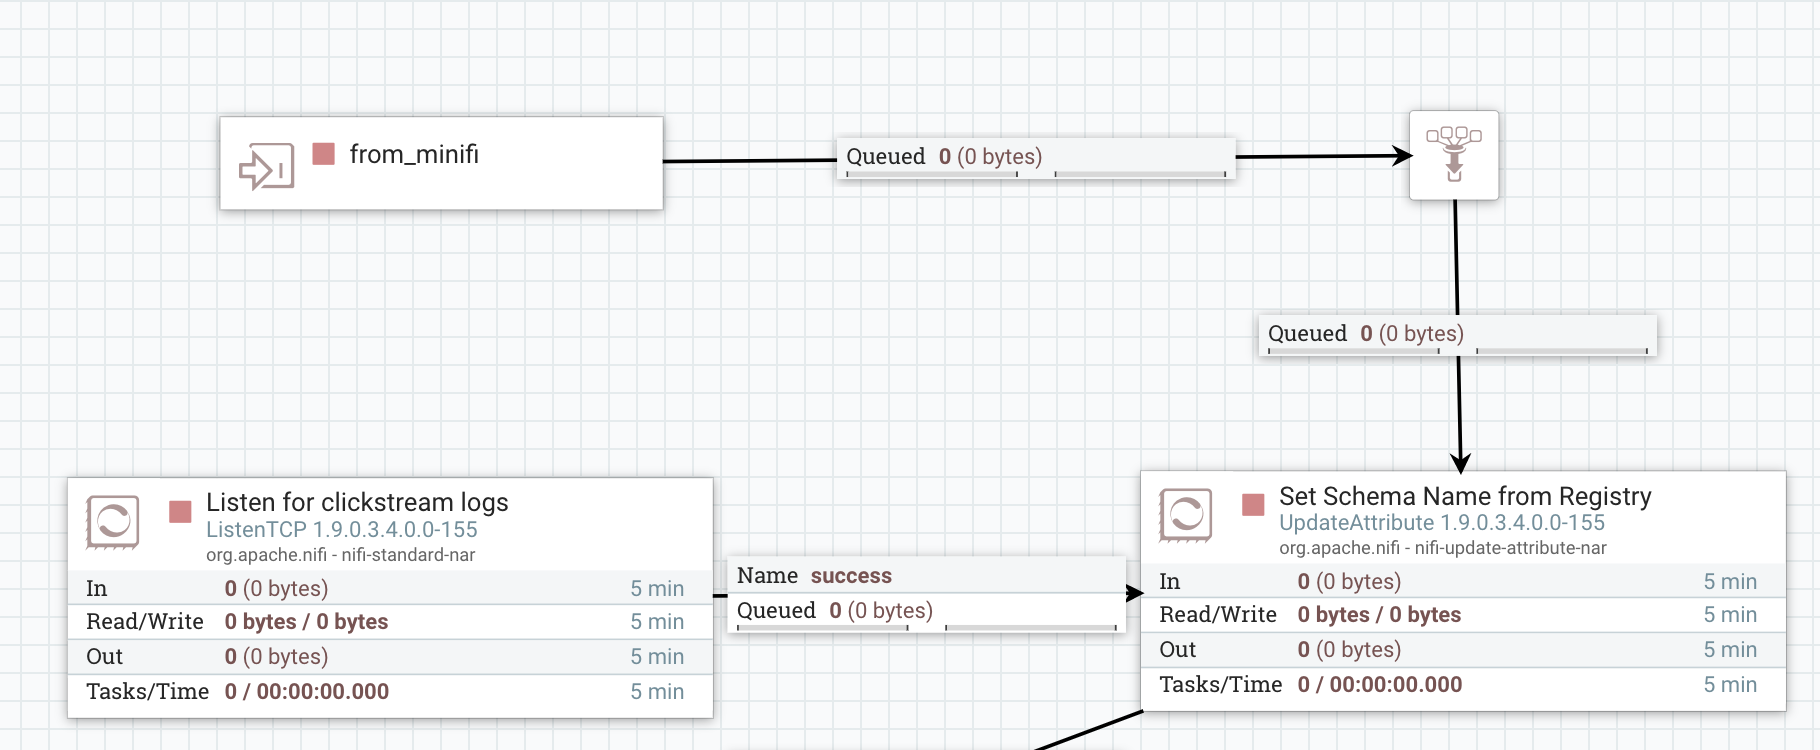 from_minifi
Queued 0 (0 bytes)
Queued 0 (0 bytes)
Listen for clickstream logs
ListenTCP 1.9.0.3.4.0.0-155
org.apache.nifi - nifi-standard-nar
In 0 (0 bytes) 5 min
Read/Write 0 bytes / 0 bytes 5 min
Out 0 (0 bytes) 5 min
Tasks/Time 0 / 00:00:00.000 5 min
Name success
Queued 0 (0 bytes)
Set Schema Name from Registry
UpdateAttribute 1.9.0.3.4.0.0-155
org.apache.nifi - nifi-update-attribute-nar
In 0 (0 bytes) 5 min
Read/Write 0 bytes / 0 bytes 5 min
Out 0 (0 bytes) 5 min
Tasks/Time 0 / 00:00:00.000 5 min